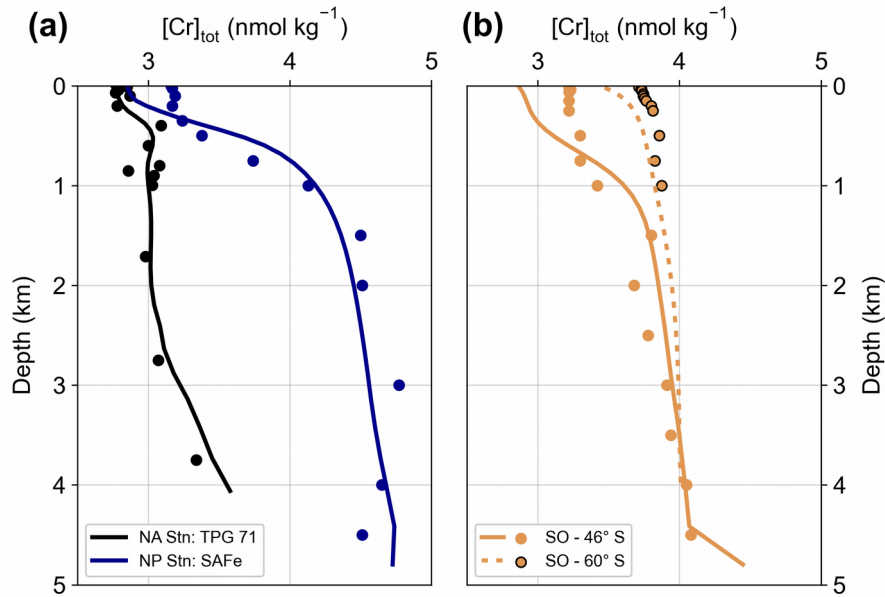 (a)
[Cr]tot (nmol kg⁻¹)
3 4 5
0
1
2
3
4
5
Depth (km)
NA Stn: TPG 71
NP Stn: SAFe
(b)
[Cr]tot (nmol kg⁻¹)
3 4 5
0
1
2
3
4
5
Depth (km)
SO - 46° S
SO - 60° S